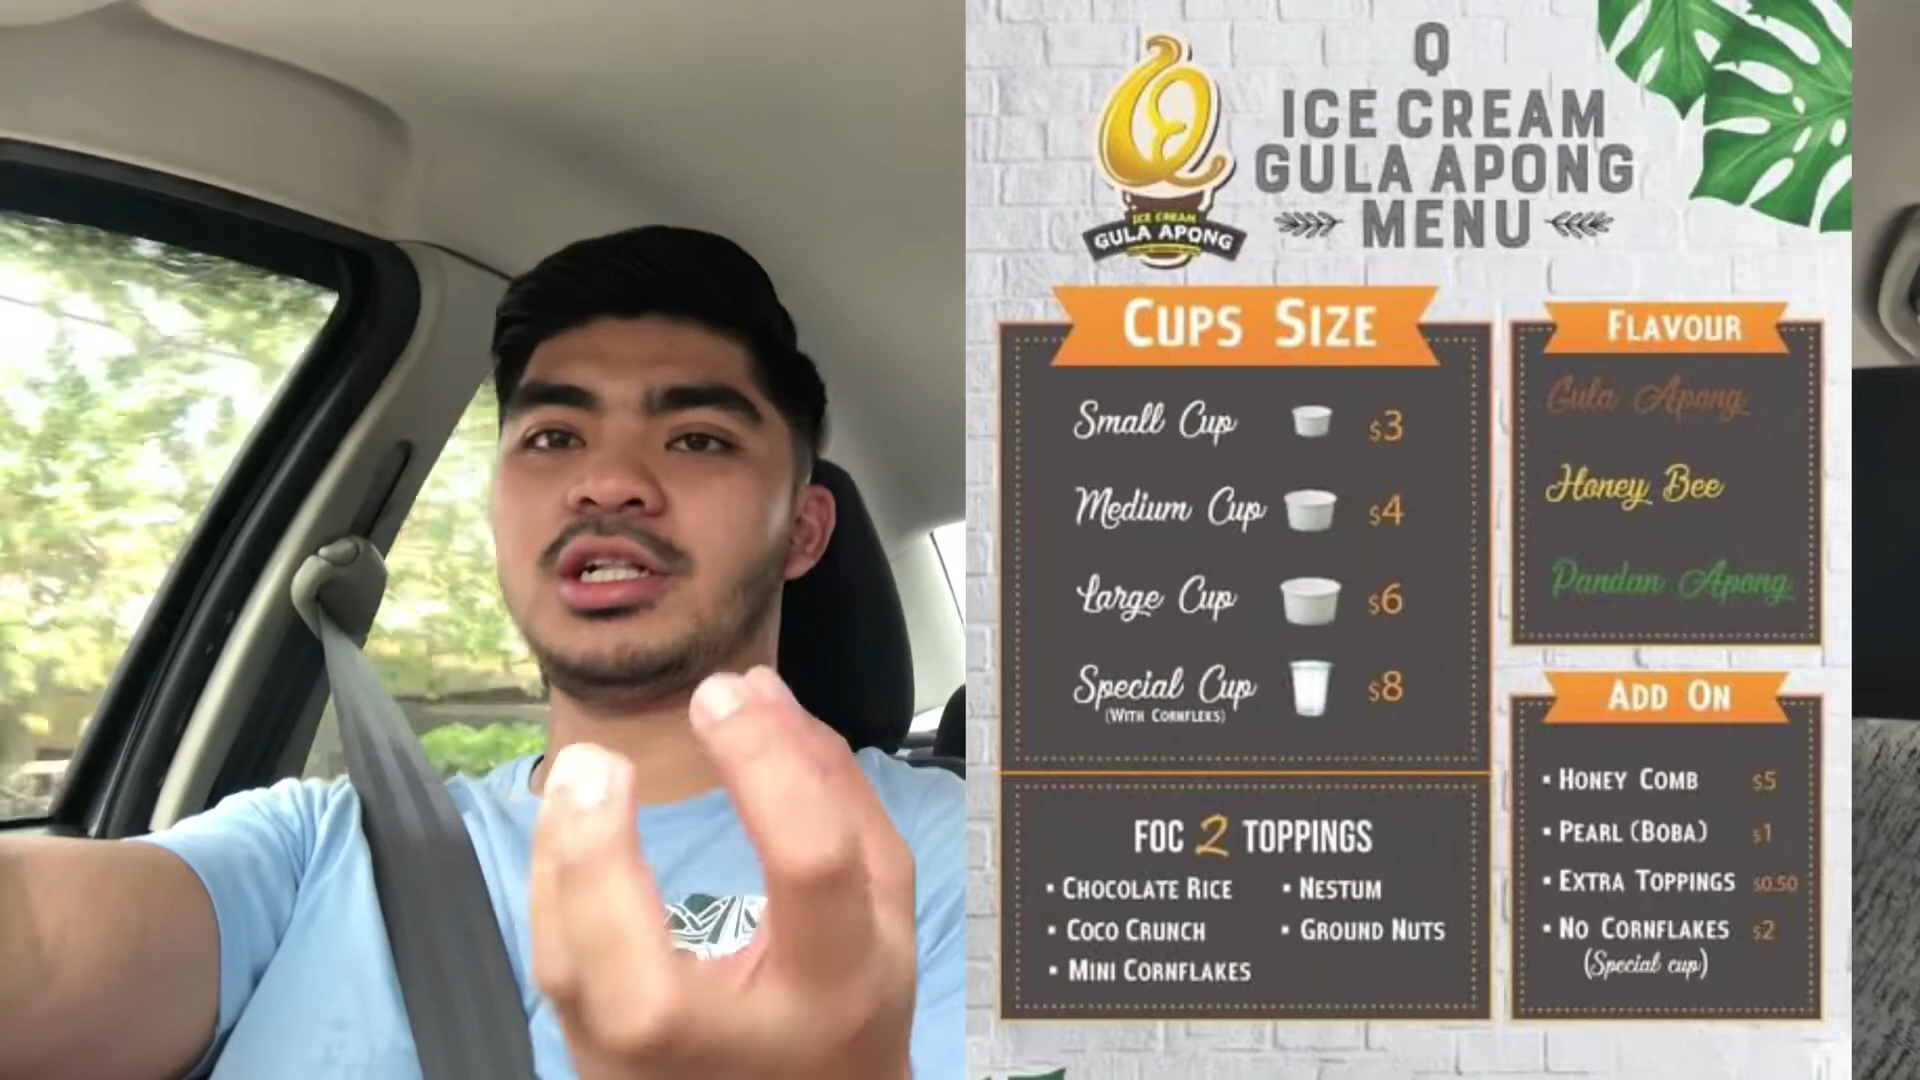 Q
ICE CREAM
GULA APONG
MENU
ICE CREAM
GULA APONG
CUPS SIZE
Small Cup $3
Medium Cup $4
Large Cup $6
Special Cup $8
(WITH CORNFLEKS)
FOC 2 TOPPINGS
▪ CHOCOLATE RICE
▪ COCO CRUNCH
▪ MINI CORNFLAKES
▪ NESTUM
▪ GROUND NUTS
FLAVOUR
Gula Apong
Honey Bee
Pandan Apong
ADD ON
▪ HONEY COMB $5
▪ PEARL (BOBA) $1
▪ EXTRA TOPPINGS $0.50
▪ NO CORNFLAKES $2
(Special cup)